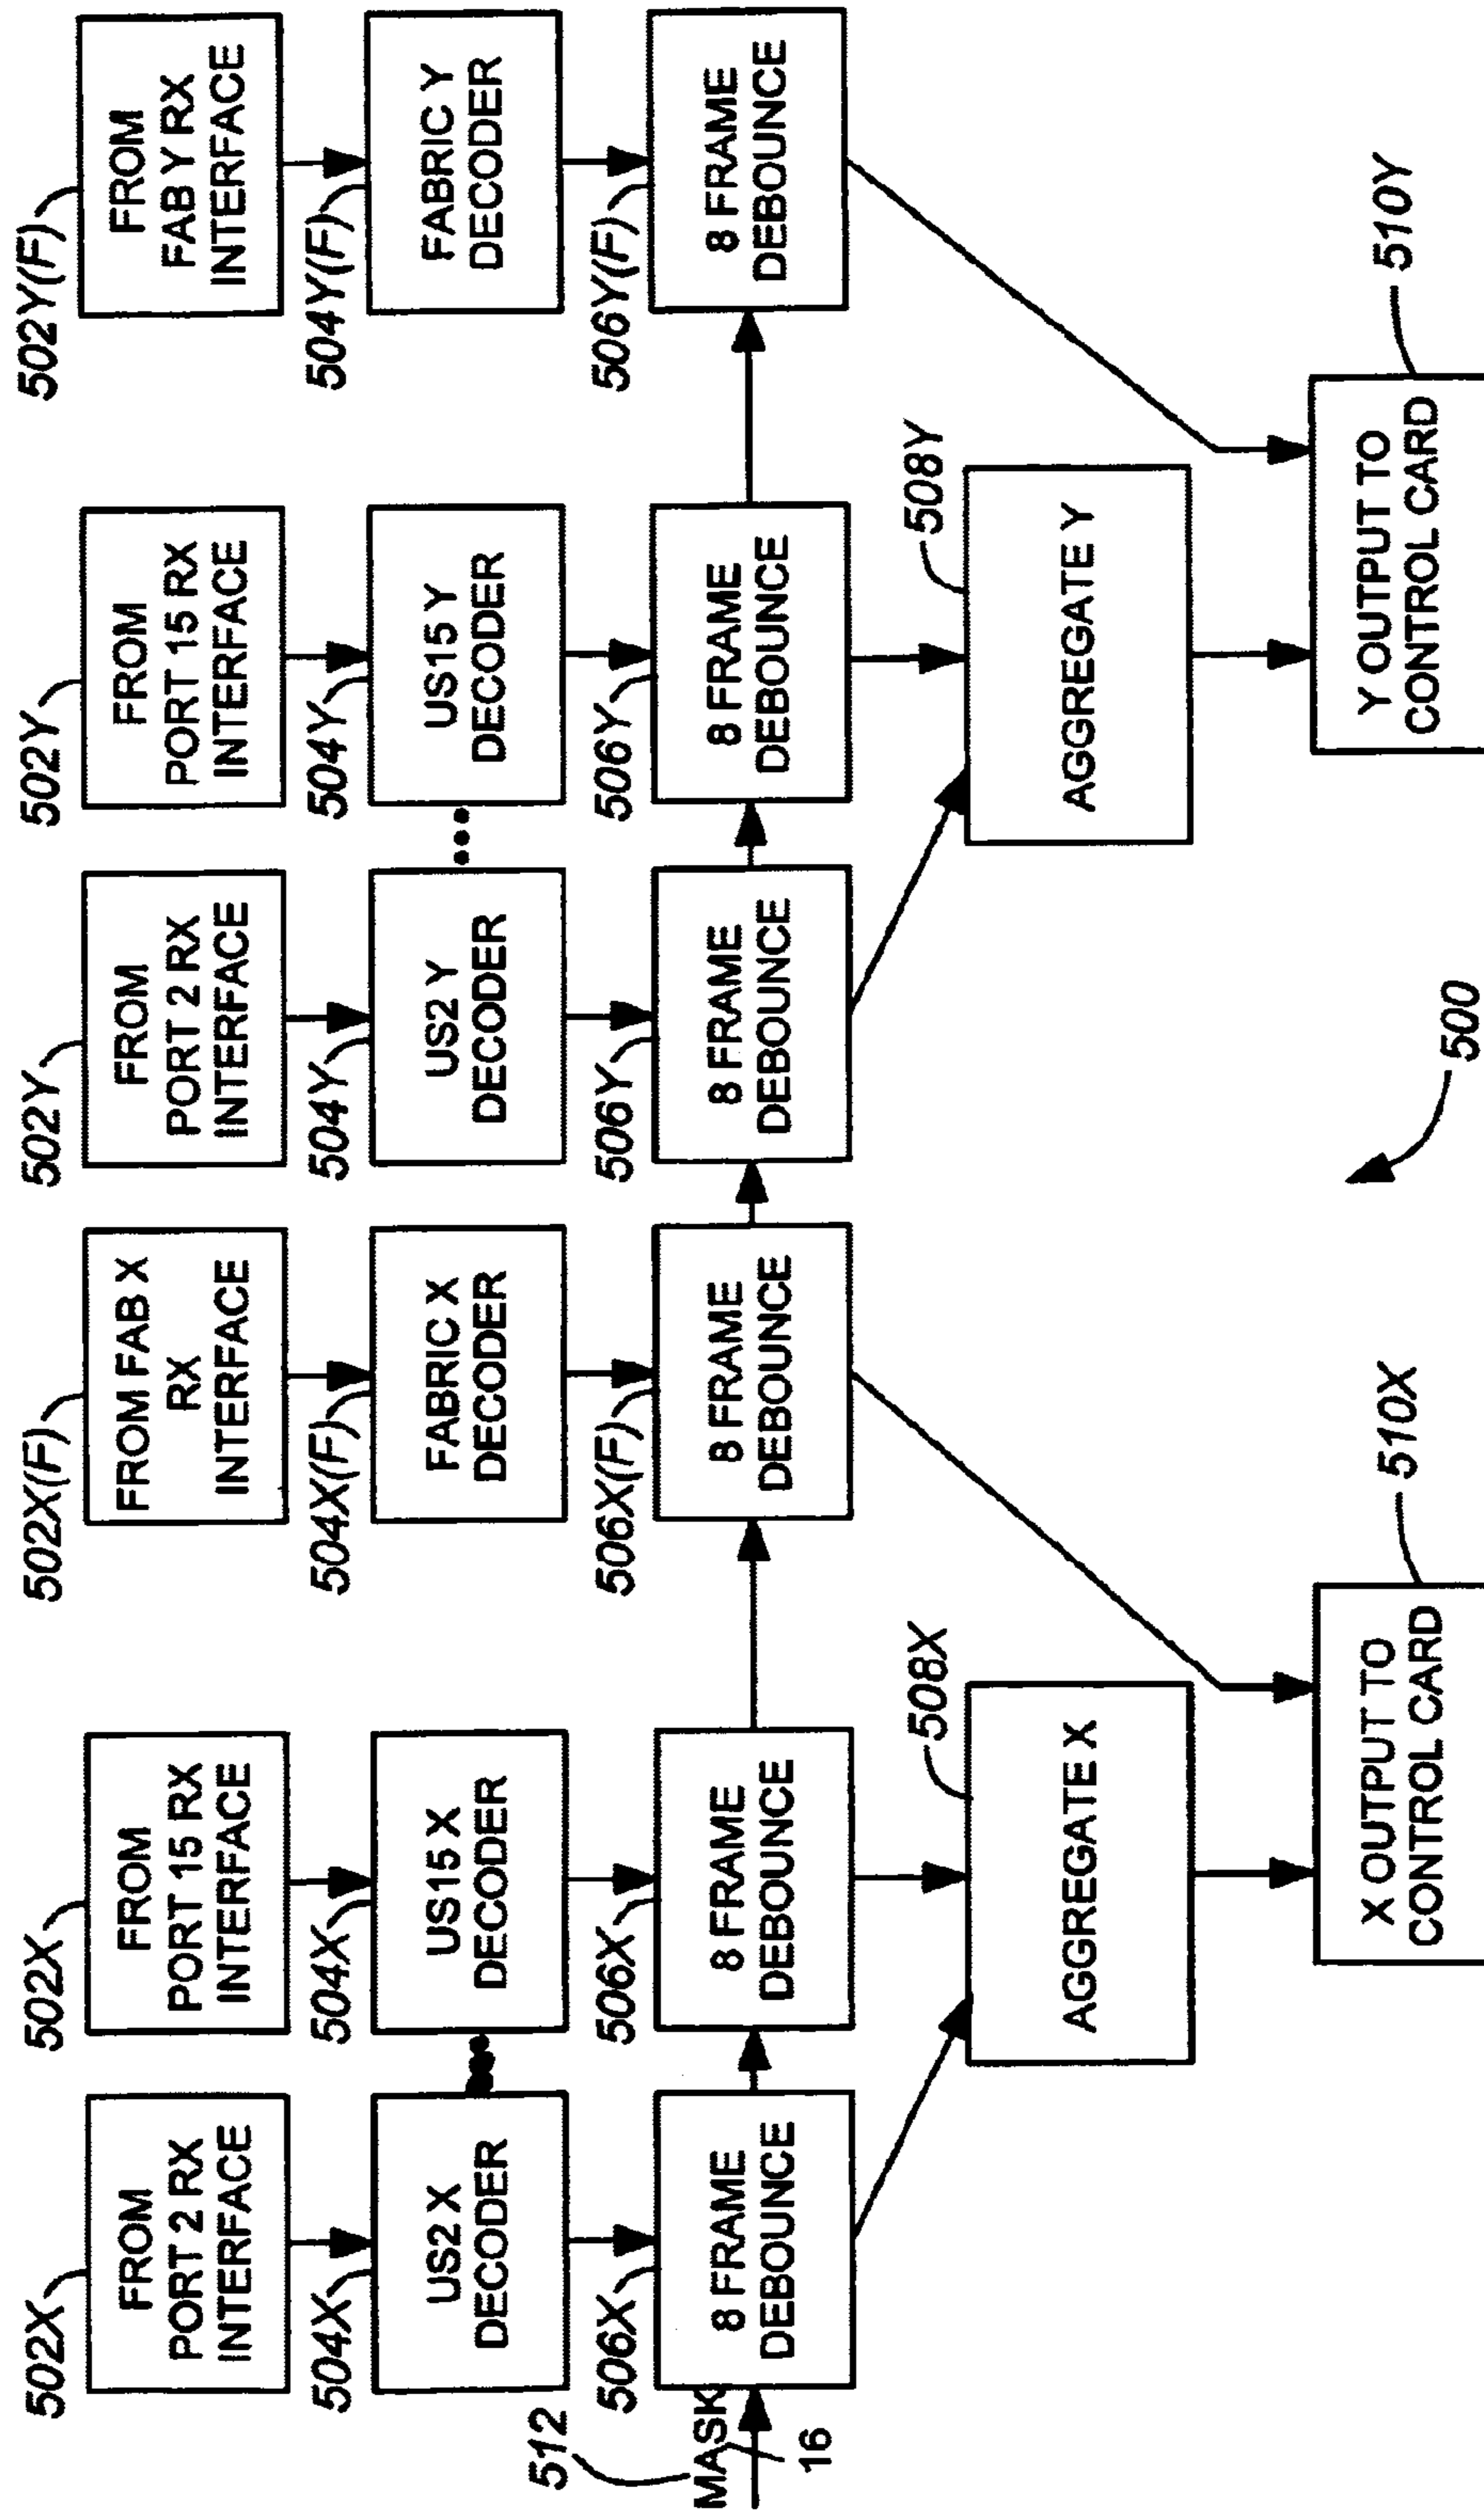 502X
502X
502X(F)
502Y
502Y
502Y(F)
FROM
PORT 2 RX
INTERFACE
FROM
PORT 15 RX
INTERFACE
FROM FAB X
RX
INTERFACE
FROM
PORT 2 RX
INTERFACE
FROM
PORT 15 RX
INTERFACE
FROM
FAB Y RX
INTERFACE
504X
504X
504X(F)
504Y
504Y
504Y(F)
US2 X
DECODER
US15 X
DECODER
FABRIC X
DECODER
US2 Y
DECODER
US15 Y
DECODER
FABRIC Y
DECODER
512
506X
506X
506X(F)
506Y
506Y
506Y(F)
MASK
16
8 FRAME
DEBOUNCE
8 FRAME
DEBOUNCE
8 FRAME
DEBOUNCE
8 FRAME
DEBOUNCE
8 FRAME
DEBOUNCE
8 FRAME
DEBOUNCE
508X
508Y
AGGREGATE X
AGGREGATE Y
510X
510Y
X OUTPUT TO
CONTROL CARD
Y OUTPUT TO
CONTROL CARD
500